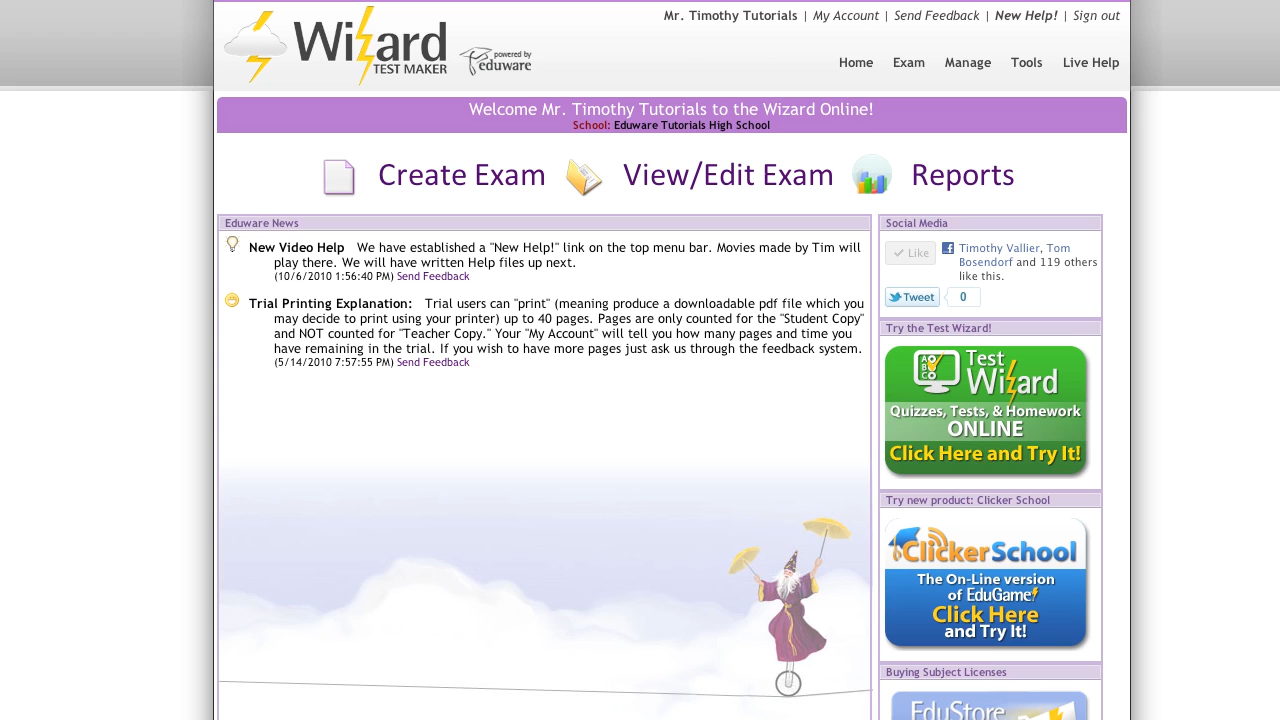 Mr. Timothy Tutorials | My Account | Send Feedback | New Help! | Sign out
Wizard
TEST MAKER
powered by
eduware
Home Exam Manage Tools Live Help
Welcome Mr. Timothy Tutorials to the Wizard Online!
School: Eduware Tutorials High School
Create Exam View/Edit Exam Reports
Eduware News
New Video Help We have established a "New Help!" link on the top menu bar. Movies made by Tim will
play there. We will have written Help files up next.
(10/6/2010 1:56:40 PM) Send Feedback
Trial Printing Explanation: Trial users can "print" (meaning produce a downloadable pdf file which you
may decide to print using your printer) up to 40 pages. Pages are only counted for the "Student Copy"
and NOT counted for "Teacher Copy." Your "My Account" will tell you how many pages and time you
have remaining in the trial. If you wish to have more pages just ask us through the feedback system.
(5/14/2010 7:57:55 PM) Send Feedback
Social Media
Like
Timothy Vallier, Tom
Bosendorf and 119 others
like this.
Tweet 0
Try the Test Wizard!
A
B
C
Test
Wizard
Quizzes, Tests, & Homework
ONLINE
Click Here and Try It!
Try new product: Clicker School
ClickerSchool
The On-Line version
of EduGame!
Click Here
and Try It!
Buying Subject Licenses
EduStore